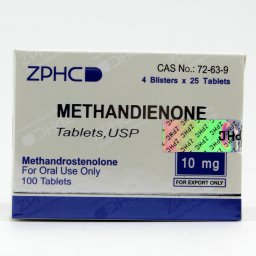 ZPHC
CAS No.: 72-63-9
4 Blisters x 25 Tablets
METHANDIENONE
Tablets,USP
Methandrostenolone
For Oral Use Only
100 Tablets
ZPHC
10 mg
FOR EXPORT ONLY